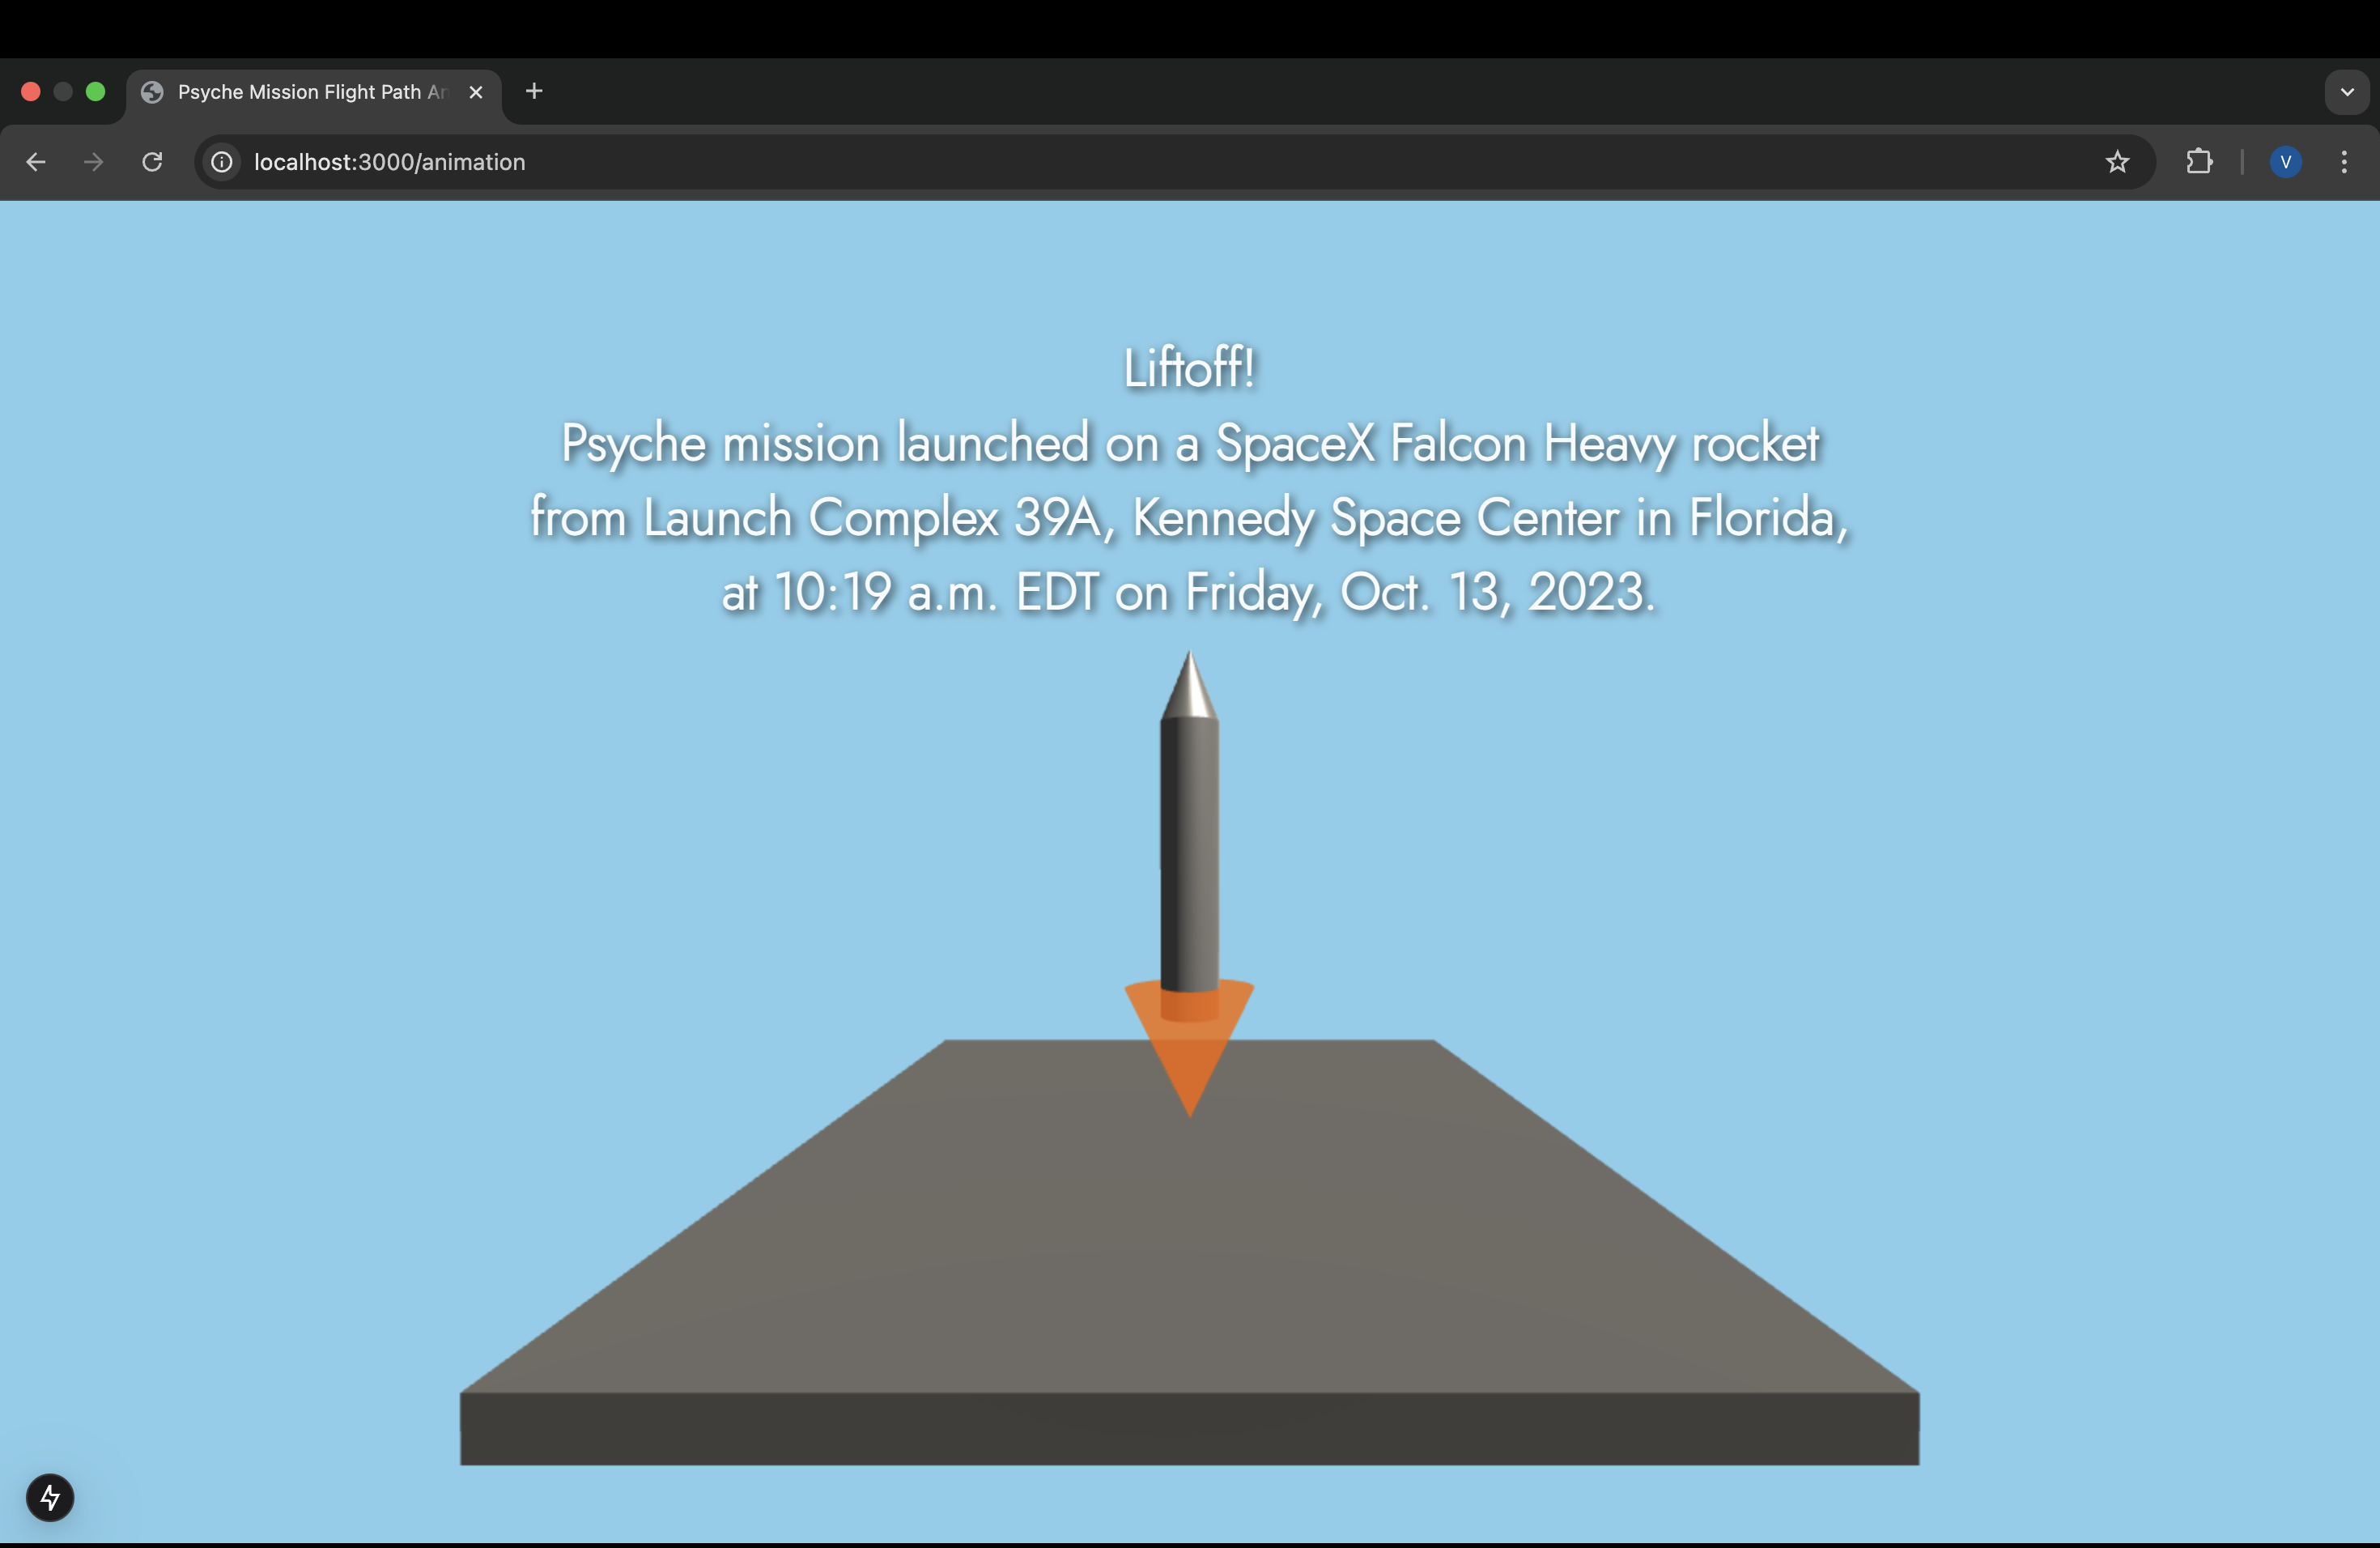 Psyche Mission Flight Path
localhost:3000/animation
V
Liftoff!
Psyche mission launched on a SpaceX Falcon Heavy rocket
from Launch Complex 39A, Kennedy Space Center in Florida,
at 10:19 a.m. EDT on Friday, Oct. 13, 2023.